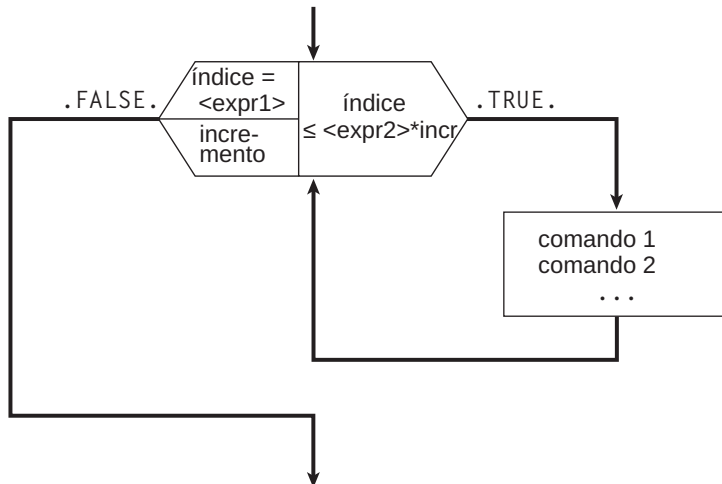 .FALSE.
índice =
<expr1>
incre-
mento
índice
≤ <expr2>*incr
.TRUE.
comando 1
comando 2
...